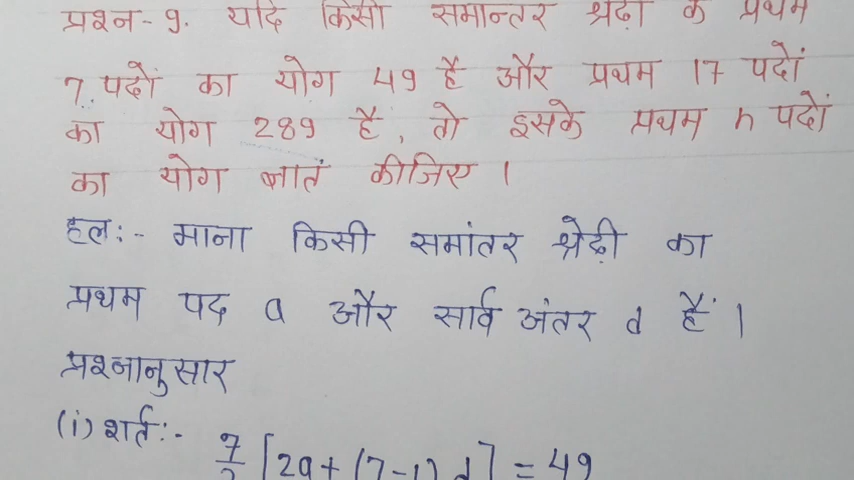 प्रश्न-9. यदि किसी समान्तर श्रेढ़ी के प्रथम
7 पदों का योग 49 है और प्रथम 17 पदों
का योग 289 है, तो इसके प्रथम n पदों
का योग ज्ञात कीजिए।
हल:- माना किसी समांतर श्रेढ़ी का
प्रथम पद a और सार्व अंतर d हैं।
प्रश्नानुसार
(i) शर्त:- 7/2 [2a+(7-1)d] = 49